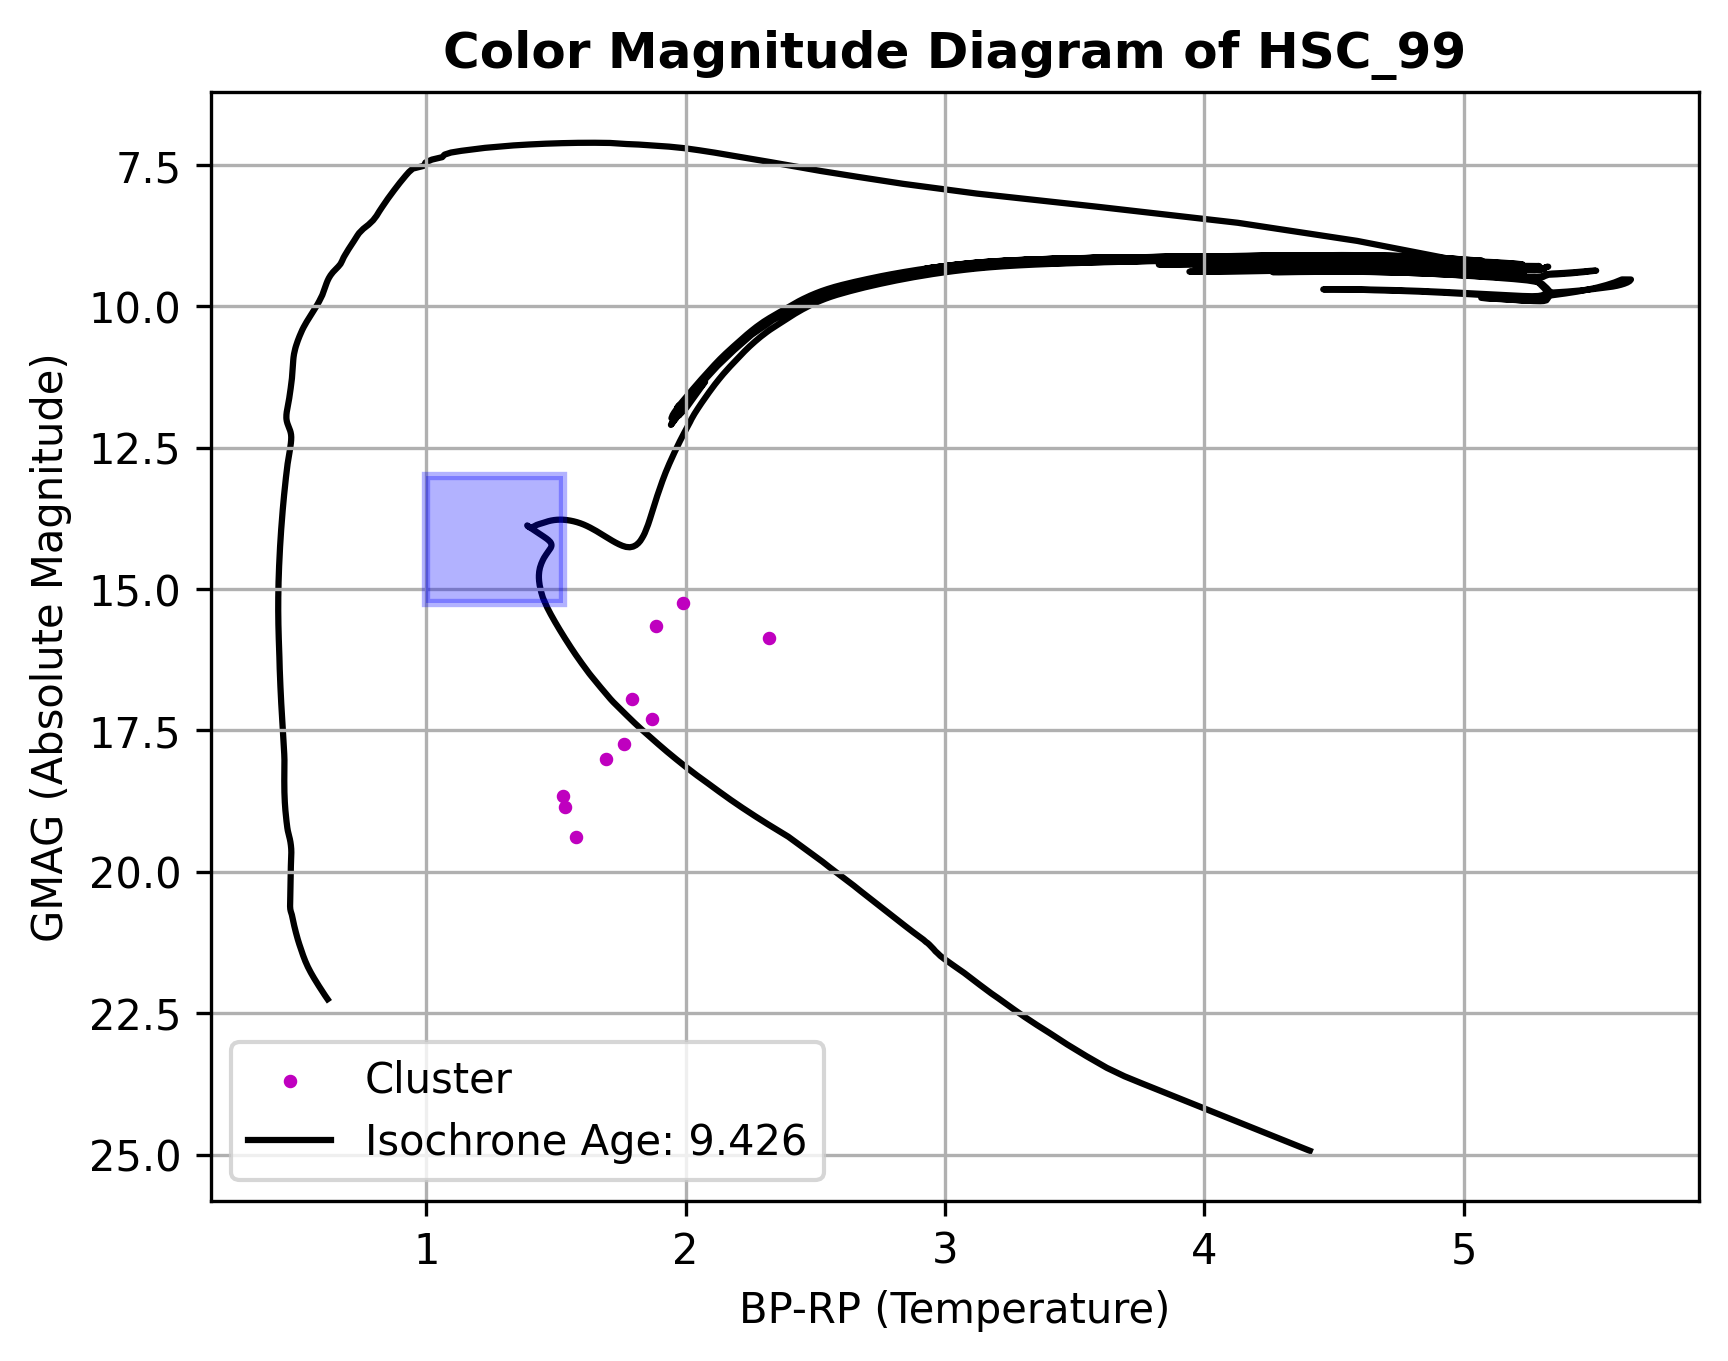 Color Magnitude Diagram of HSC_99
GMAG (Absolute Magnitude)
7.5
10.0
12.5
15.0
17.5
20.0
22.5
25.0
Cluster
Isochrone Age: 9.426
1 2 3 4 5
BP-RP (Temperature)